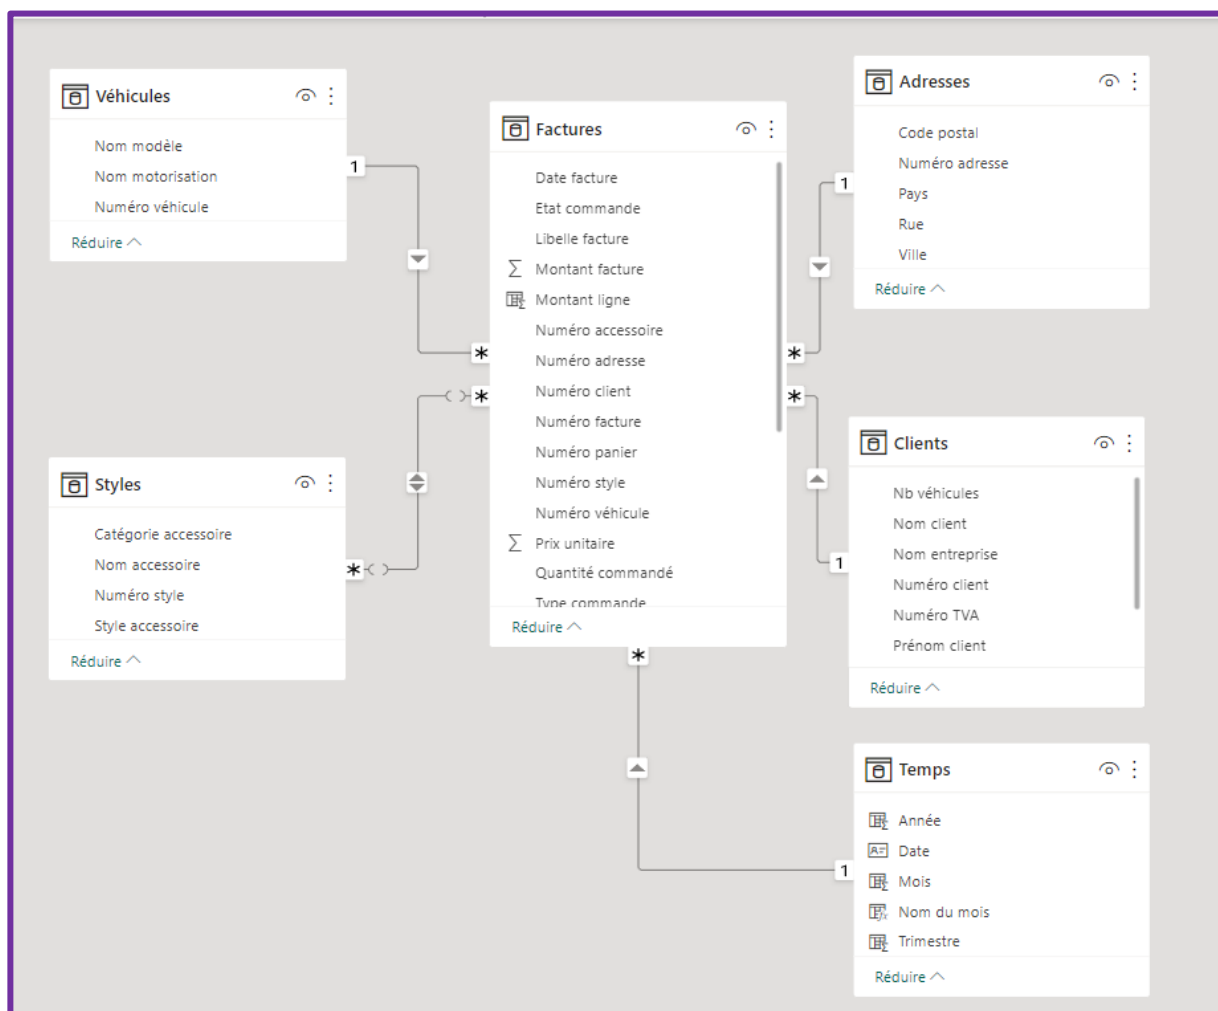 Véhicules
Nom modèle
Nom motorisation
Numéro véhicule
Réduire
1
*
Styles
Catégorie accessoire
Nom accessoire
Numéro style
Style accessoire
Réduire
*
*
Factures
Date facture
Etat commande
Libelle facture
Montant facture
Montant ligne
Numéro accessoire
Numéro adresse
Numéro client
Numéro facture
Numéro panier
Numéro style
Numéro véhicule
Prix unitaire
Quantité commandé
Type commande
Réduire
*
Adresses
Code postal
Numéro adresse
Pays
Rue
Ville
Réduire
1
*
Clients
Nb véhicules
Nom client
Nom entreprise
Numéro client
Numéro TVA
Prénom client
Réduire
1
*
Temps
Année
Date
Mois
Nom du mois
Trimestre
Réduire
1